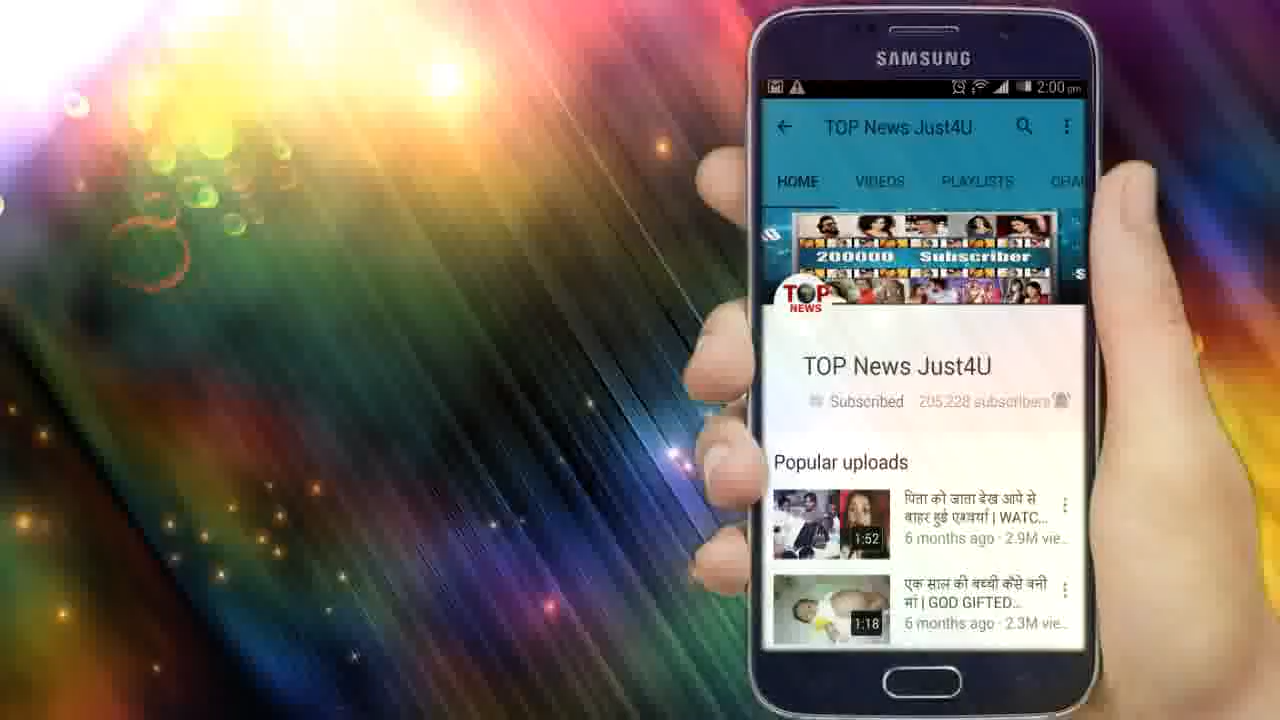 SAMSUNG
2:00 pm
TOP News Just4U
HOME VIDEOS PLAYLISTS
200000 Subscriber
TOP
NEWS
TOP News Just4U
Subscribed 205,228 subscribers
Popular uploads
पिता को जाता देख आपे से
बाहर हुई एश्वर्या | WATC...
6 months ago · 2.9M vie..
1:52
एक साल की बच्ची कैसे बनी
मां | GOD GIFTED...
6 months ago · 2.3M vie..
1:18